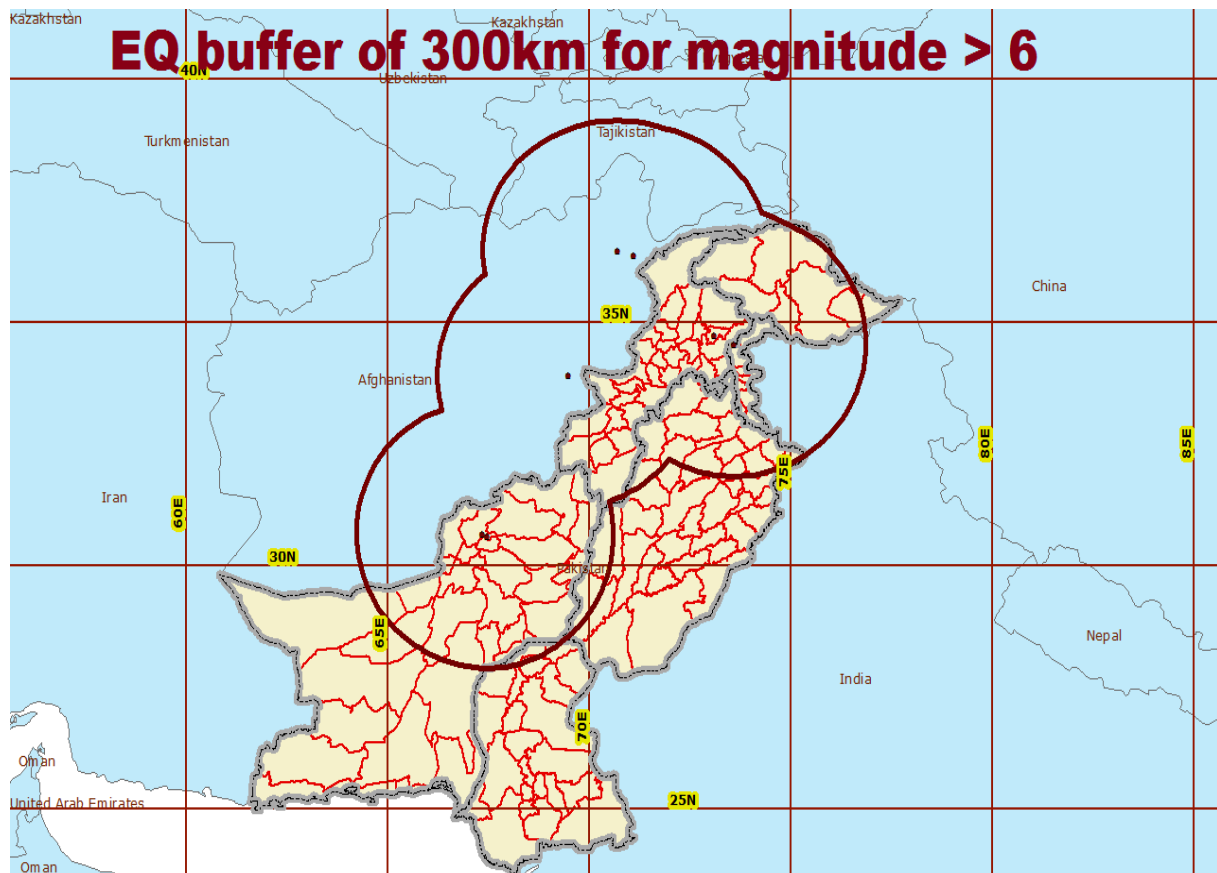 Kazakhstan
Kazakhstan
EQ buffer of 300km for magnitude > 6
40N
Uzbekistan
Turkmenistan
Tajikistan
China
35N
Afghanistan
80E
85E
75E
Iran
60E
30N
Pakistan
65E
Nepal
India
70E
Oman
25N
United Arab Emirates
Oman